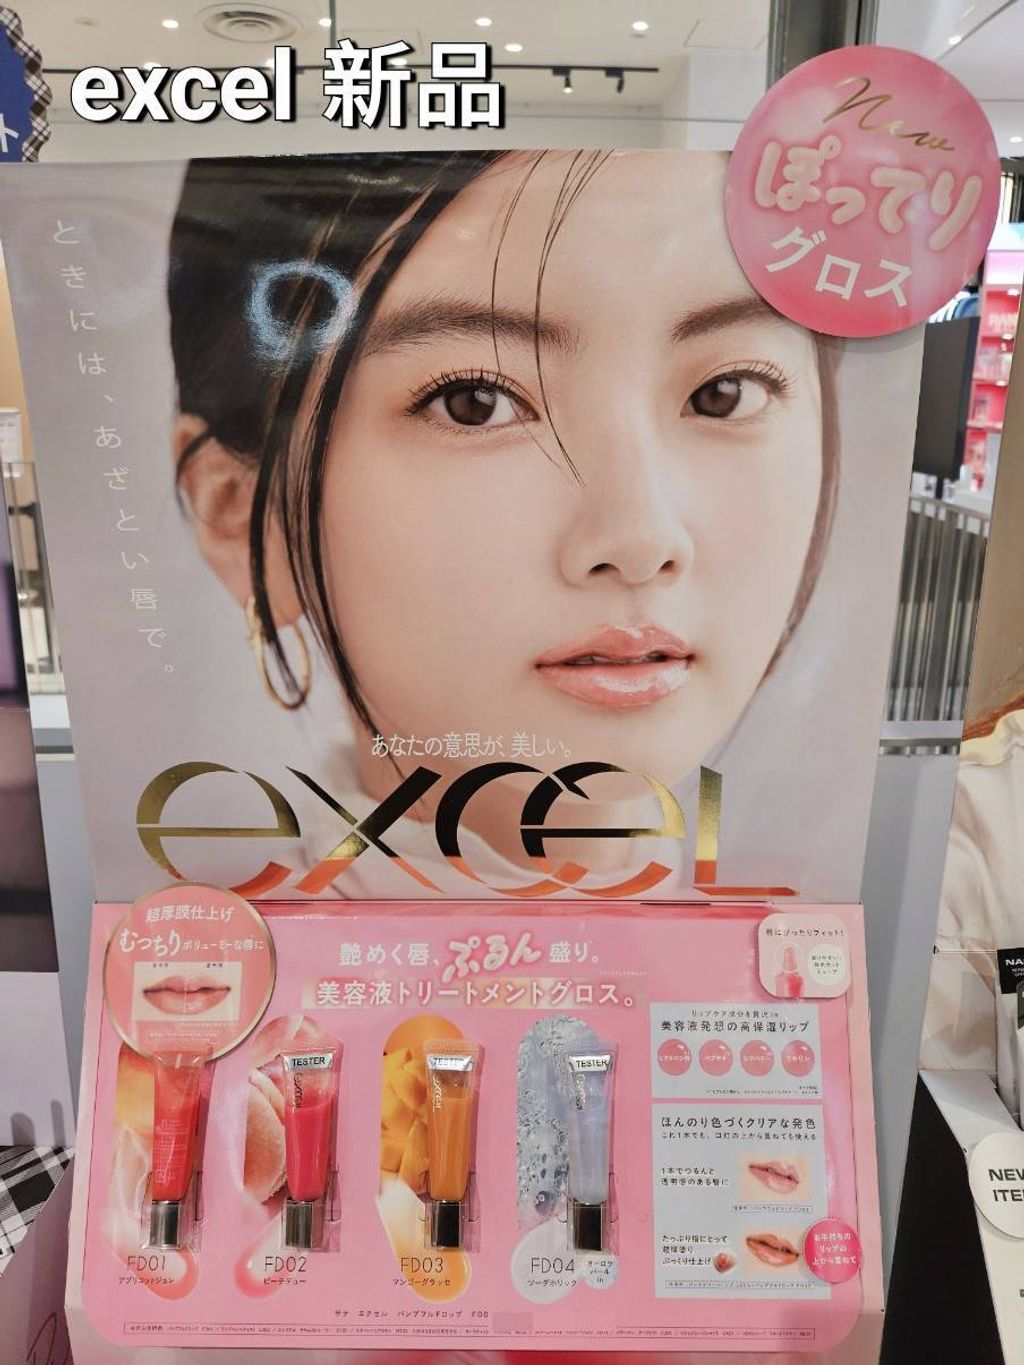 excel 新品
New
ぽってり
グロス
ときには、あざとい唇で。
あなたの意思が、美しい。
excel
超厚膜仕上げ
むっちりボリューミーな唇に
艶めく唇、ぷるん盛り。
美容液トリートメントグロス。
唇にぴったりフィット!
リップケア成分を贅沢in
美容液発想の高保湿リップ
ヒアルロン酸
ペプチド
シアバター
ワセリン
ほんのり色づくクリアな発色
これ1本でも、口紅の上から重ねても使える
1本でつるんと
透明感のある唇に
たっぷり指にとって
超厚塗り
ぷっくり仕上げ
お手持ちの
リップの
上から重ねて
TESTER
TESTER
TESTER
excel
excel
FD01
アプリコットジュレ
FD02
ピーチデュー
FD03
マンゴーグラッセ
FD04
ソーダホリック
オーロラ
パール
in
サナ エクセル パンプフルドロップ FD0
NEW
ITE